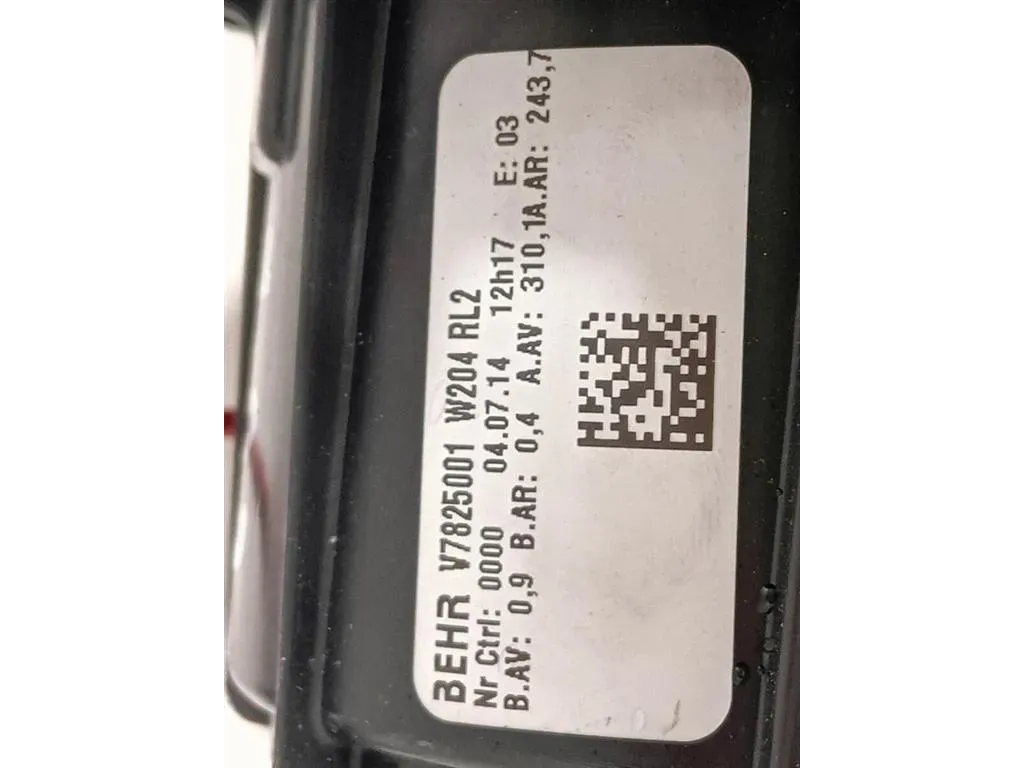 BEHR V7825001 W204 RL2
Nr Ctrl: 0000 04.07.14 12h17 E: 03
B.AV: 0,9 B.AR: 0,4 A.AV: 310,1A.AR: 243,7